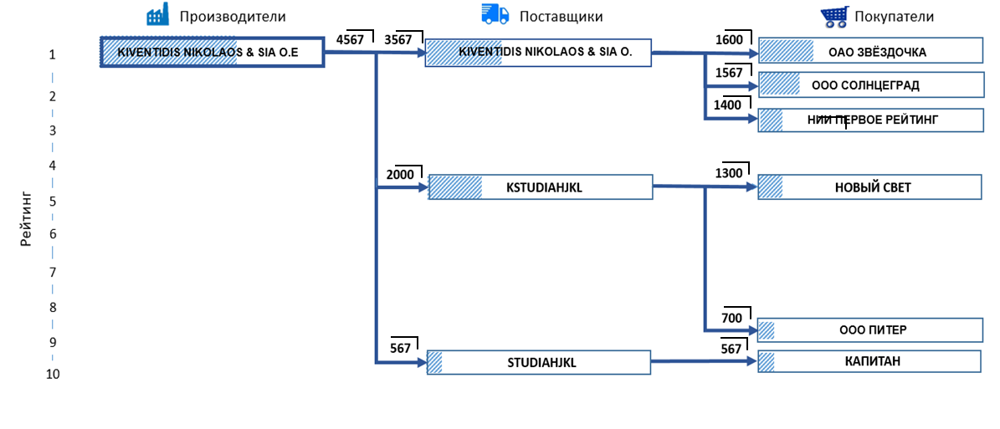 Производители
Поставщики
Покупатели
Рейтинг
1
2
3
4
5
6
7
8
9
10
KIVENTIDIS NIKOLAOS & SIA O.E
4567
3567
KIVENTIDIS NIKOLAOS & SIA O.
1600
ОАО ЗВЁЗДОЧКА
1567
ООО СОЛНЦЕГРАД
1400
НИИ ПЕРВОЕ РЕЙТИНГ
2000
KSTUDIAHJKL
1300
НОВЫЙ СВЕТ
700
ООО ПИТЕР
567
STUDIAHJKL
567
КАПИТАН